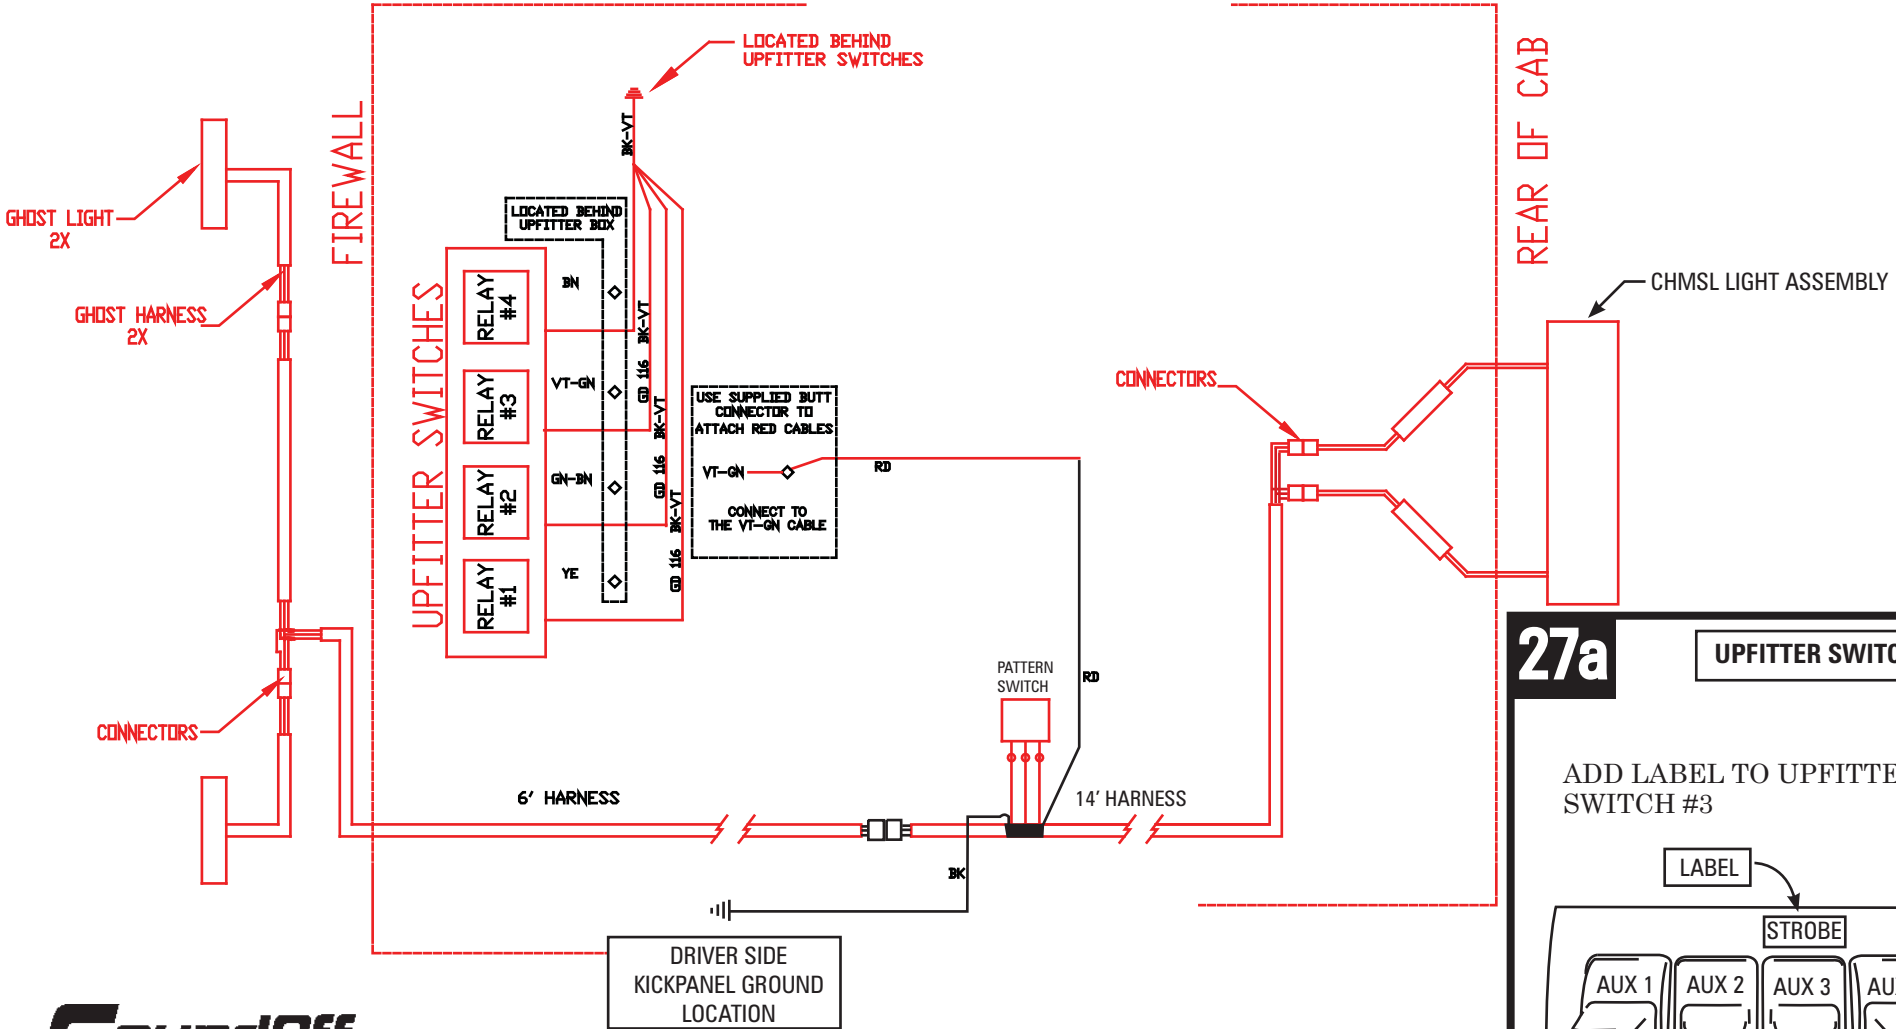 LOCATED BEHIND
UPFITTER SWITCHES
FIREWALL
REAR OF CAB
GHOST LIGHT
2X
GHOST HARNESS
2X
CONNECTORS
BK-VT
LOCATED BEHIND
UPFITTER BOX
UPFITTER SWITCHES
RELAY
#4
RELAY
#3
RELAY
#2
RELAY
#1
BN
VT-GN
GN-BN
YE
BK-VT
GD 116
BK-VT
GD 116
BK-VT
GD 116
USE SUPPLIED BUTT
CONNECTOR TO
ATTACH RED CABLES
VT-GN
CONNECT TO
THE VT-GN CABLE
RD
RD
CONNECTORS
CHMSL LIGHT ASSEMBLY
PATTERN
SWITCH
6' HARNESS
14' HARNESS
BK
DRIVER SIDE
KICKPANEL GROUND
LOCATION
27a
UPFITTER SWITC
ADD LABEL TO UPFITTE
SWITCH #3
LABEL
STROBE
AUX 1
AUX 2
AUX 3
AU